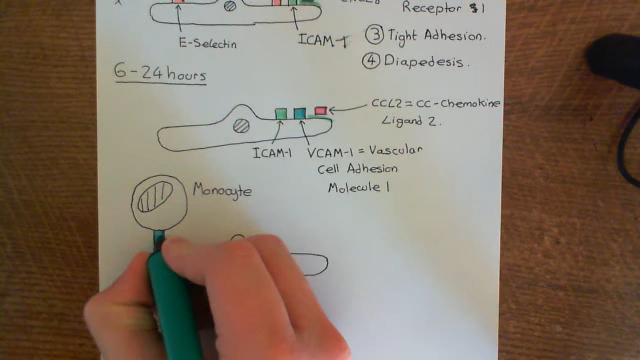 Receptor $1
E-Selectin
ICAM-1
③ Tight Adhesion.
④ Diapedesis.
6-24 hours
CCL2 = CC-Chemokine
Ligand 2.
ICAM-1 VCAM-1 = Vascular
Cell Adhesion
Molecule 1
Monocyte